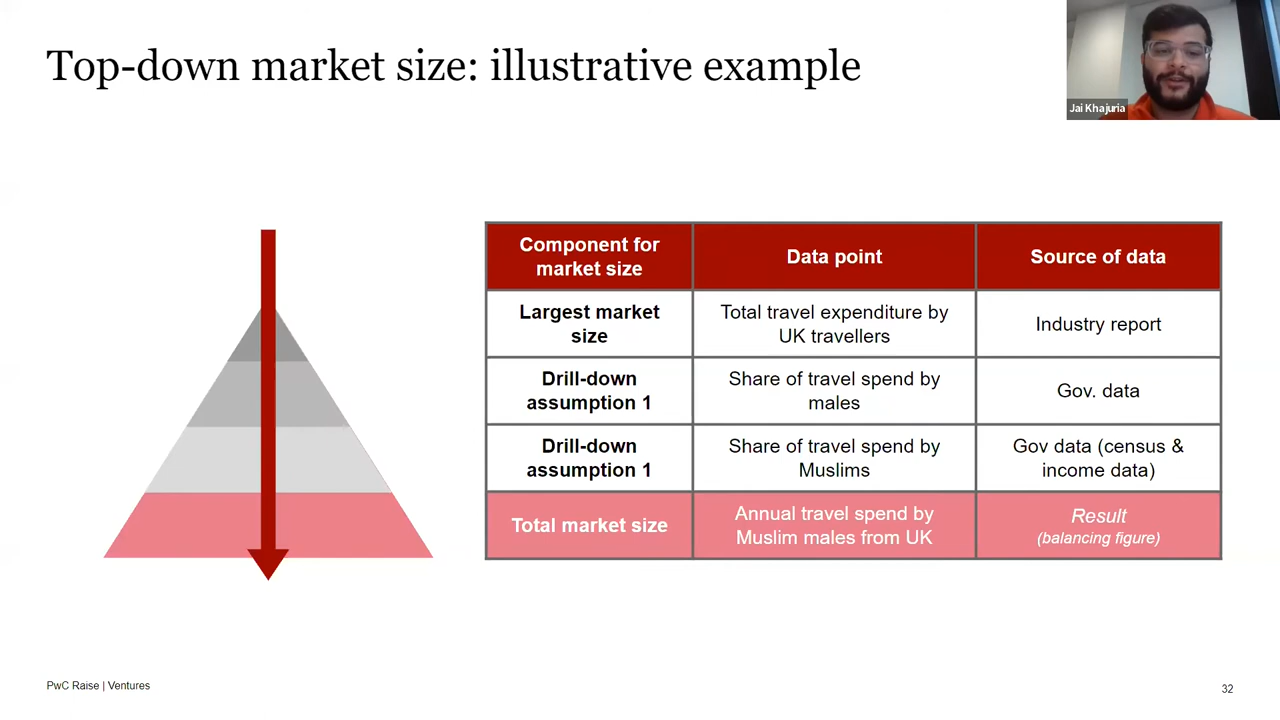 Top-down market size: illustrative example
Jai Khajuria
Component for
market size
Data point
Source of data
Largest market
size
Total travel expenditure by
UK travellers
Industry report
Drill-down
assumption 1
Share of travel spend by
males
Gov. data
Drill-down
assumption 1
Share of travel spend by
Muslims
Gov data (census &
income data)
Total market size
Annual travel spend by
Muslim males from UK
Result
(balancing figure)
PwC Raise | Ventures
32